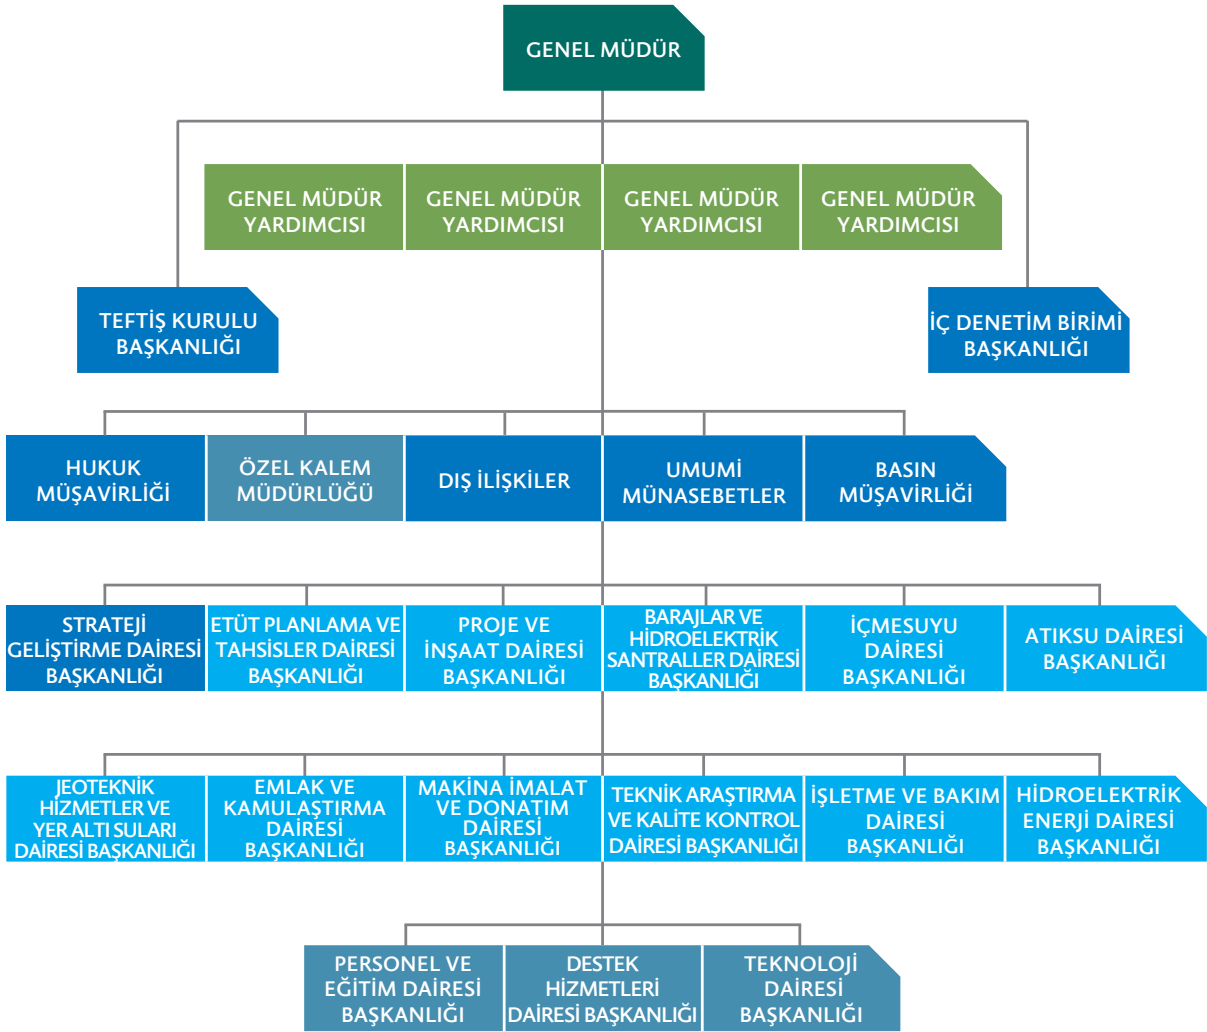 GENEL MÜDÜR
GENEL MÜDÜR
YARDIMCISI
GENEL MÜDÜR
YARDIMCISI
GENEL MÜDÜR
YARDIMCISI
GENEL MÜDÜR
YARDIMCISI
TEFTİŞ KURULU
BAŞKANLIĞI
İÇ DENETİM BİRİMİ
BAŞKANLIĞI
HUKUK
MÜŞAVİRLİĞİ
ÖZEL KALEM
MÜDÜRLÜĞÜ
DIŞ İLİŞKİLER
UMUMİ
MÜNASEBETLER
BASIN
MÜŞAVİRLİĞİ
STRATEJİ
GELİŞTİRME DAİRESİ
BAŞKANLIĞI
ETÜT PLANLAMA VE
TAHSİSLER DAİRESİ
BAŞKANLIĞI
PROJE VE
İNŞAAT DAİRESİ
BAŞKANLIĞI
BARAJLAR VE
HİDROELEKTRİK
SANTRALLER DAİRESİ
BAŞKANLIĞI
İÇMESUYU
DAİRESİ
BAŞKANLIĞI
ATIKSU DAİRESİ
BAŞKANLIĞI
JEOTEKNİK
HİZMETLER VE
YER ALTI SULARI
DAİRESİ BAŞKANLIĞI
EMLAK VE
KAMULAŞTIRMA
DAİRESİ
BAŞKANLIĞI
MAKİNA İMALAT
VE DONATIM
DAİRESİ
BAŞKANLIĞI
TEKNİK ARAŞTIRMA
VE KALİTE KONTROL
DAİRESİ BAŞKANLIĞI
İŞLETME VE BAKIM
DAİRESİ
BAŞKANLIĞI
HİDROELEKTRİK
ENERJİ DAİRESİ
BAŞKANLIĞI
PERSONEL VE
EĞİTİM DAİRESİ
BAŞKANLIĞI
DESTEK
HİZMETLERİ
DAİRESİ BAŞKANLIĞI
TEKNOLOJİ
DAİRESİ
BAŞKANLIĞI